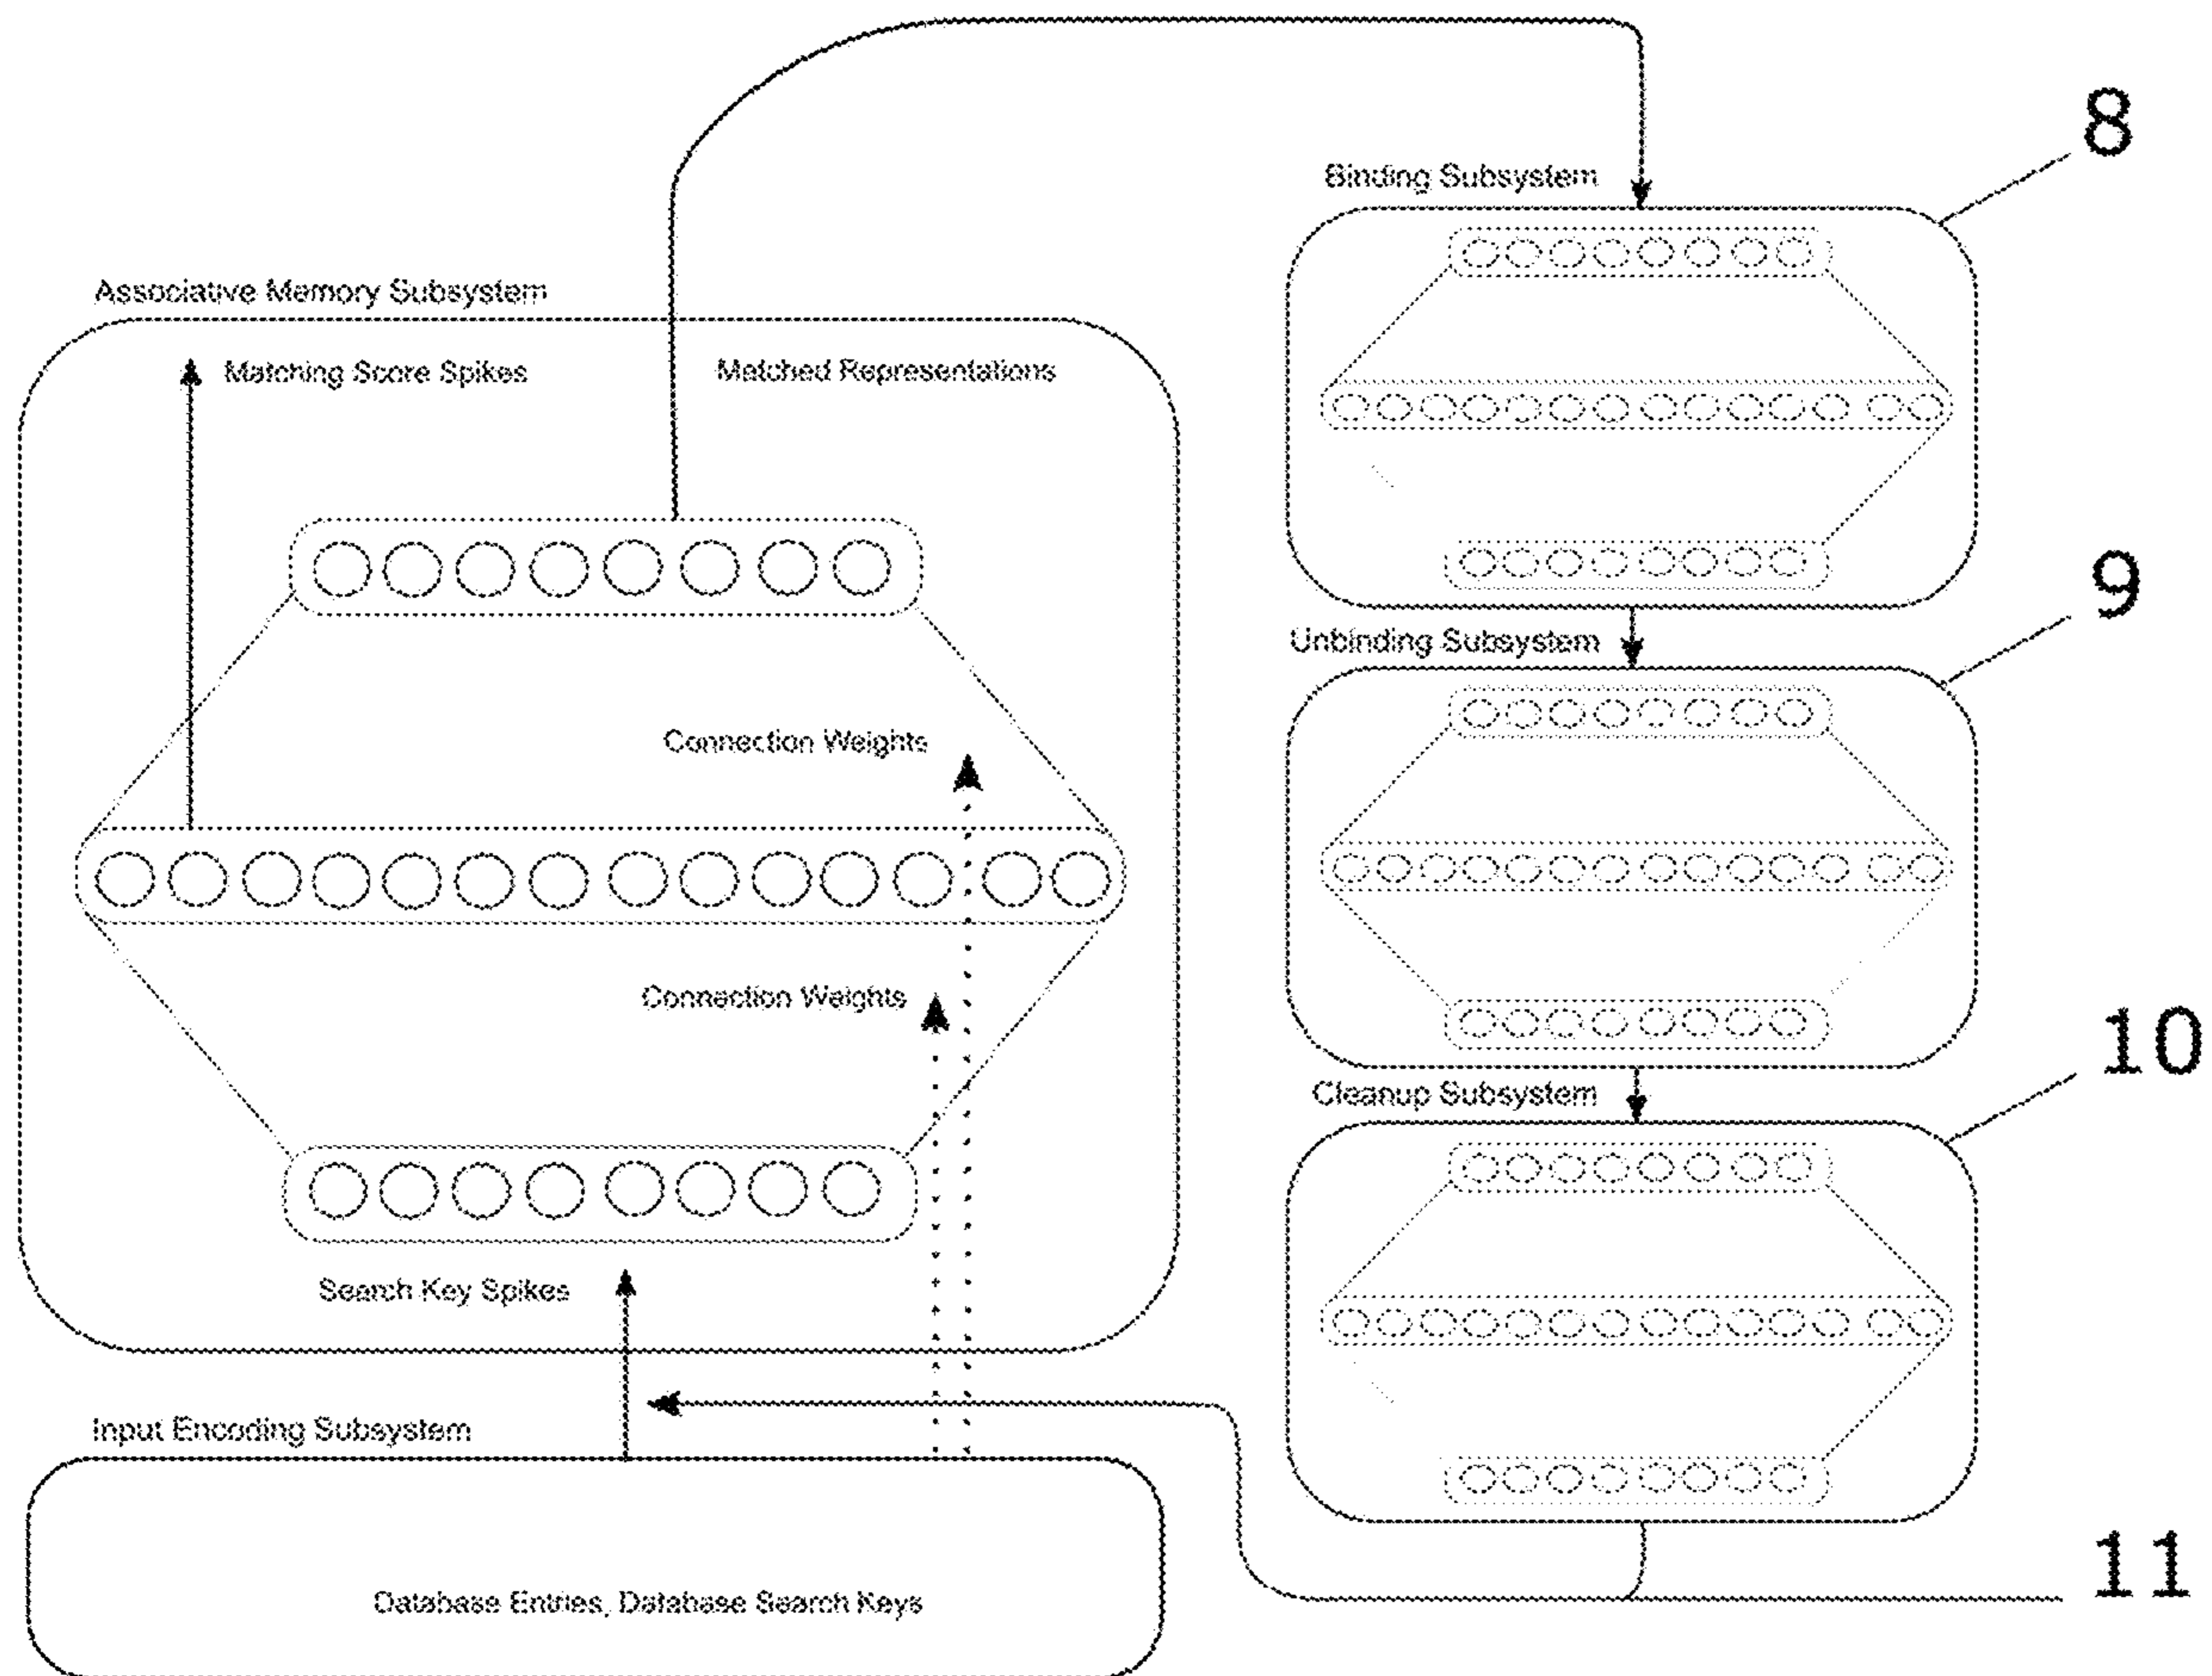 8
Binding Subsystem
Associative Memory Subsystem
Matching Score Spikes
Matched Representations
9
Unbinding Subsystem
Connection Weights
Connection Weights
10
Cleanup Subsystem
Search Key Spikes
Input Encoding Subsystem
11
Database Entries, Database Search Keys